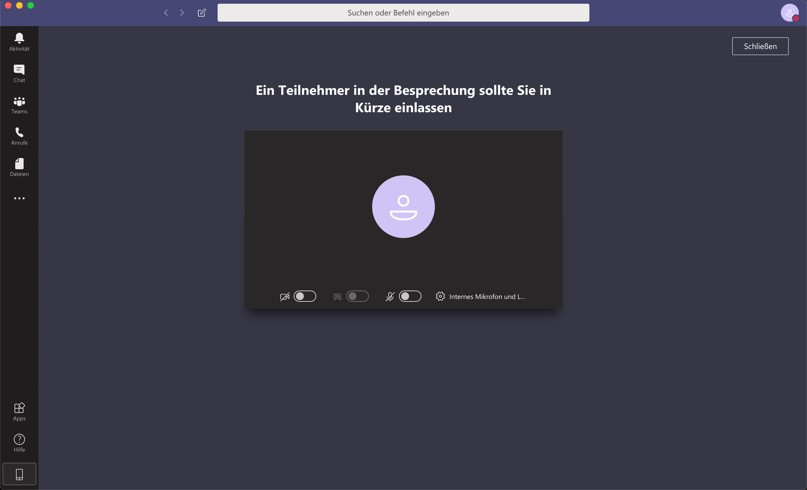 Suchen oder Befehl eingeben
Aktivität
Chat
Teams
Anrufe
Dateien
Schließen
Ein Teilnehmer in der Besprechung sollte Sie in
Kürze einlassen
Internes Mikrofon und L...
Apps
Hilfe